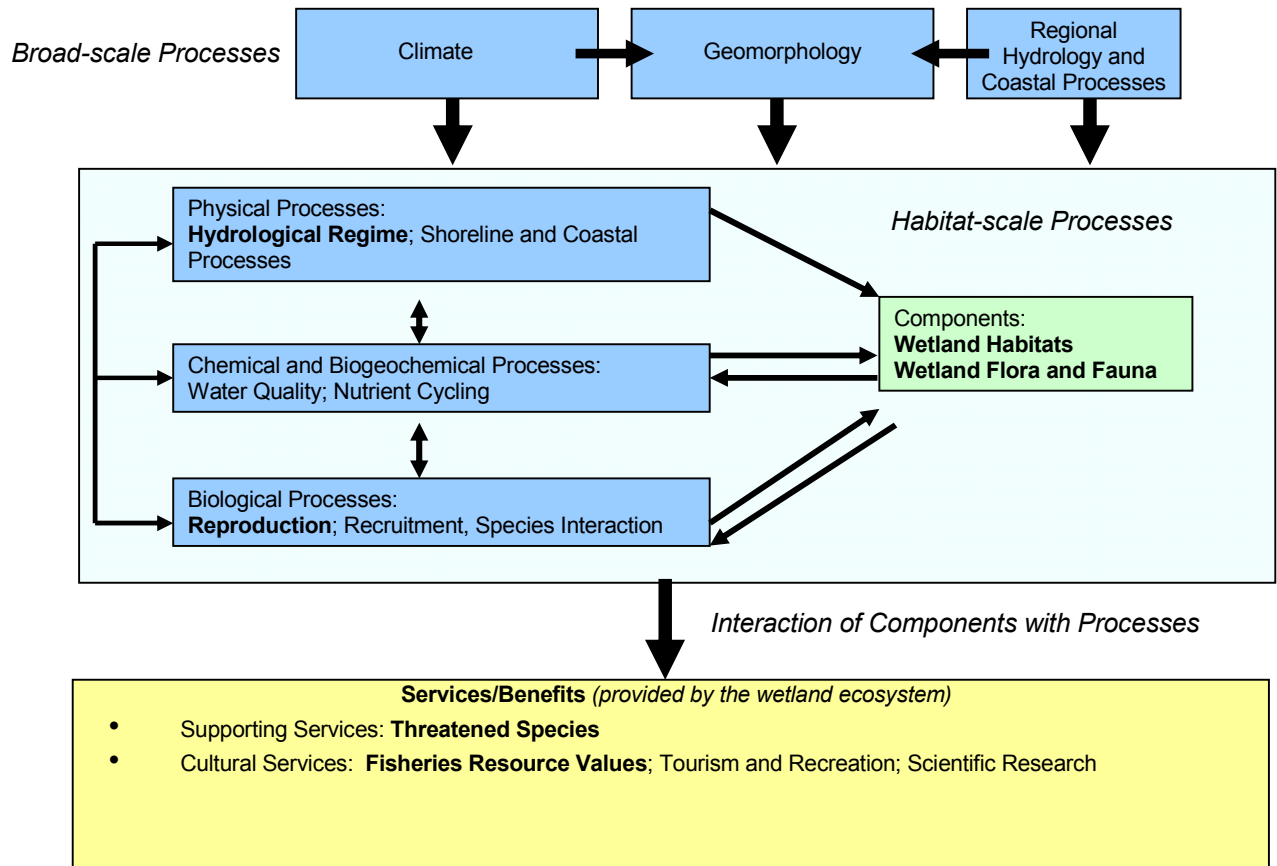 Broad-scale Processes
Climate
Geomorphology
Regional
Hydrology and
Coastal Processes
Physical Processes:
Hydrological Regime; Shoreline and Coastal
Processes
Habitat-scale Processes
Components:
Wetland Habitats
Wetland Flora and Fauna
Chemical and Biogeochemical Processes:
Water Quality; Nutrient Cycling
Biological Processes:
Reproduction; Recruitment, Species Interaction
Interaction of Components with Processes
Services/Benefits (provided by the wetland ecosystem)
• Supporting Services: Threatened Species
• Cultural Services: Fisheries Resource Values; Tourism and Recreation; Scientific Research